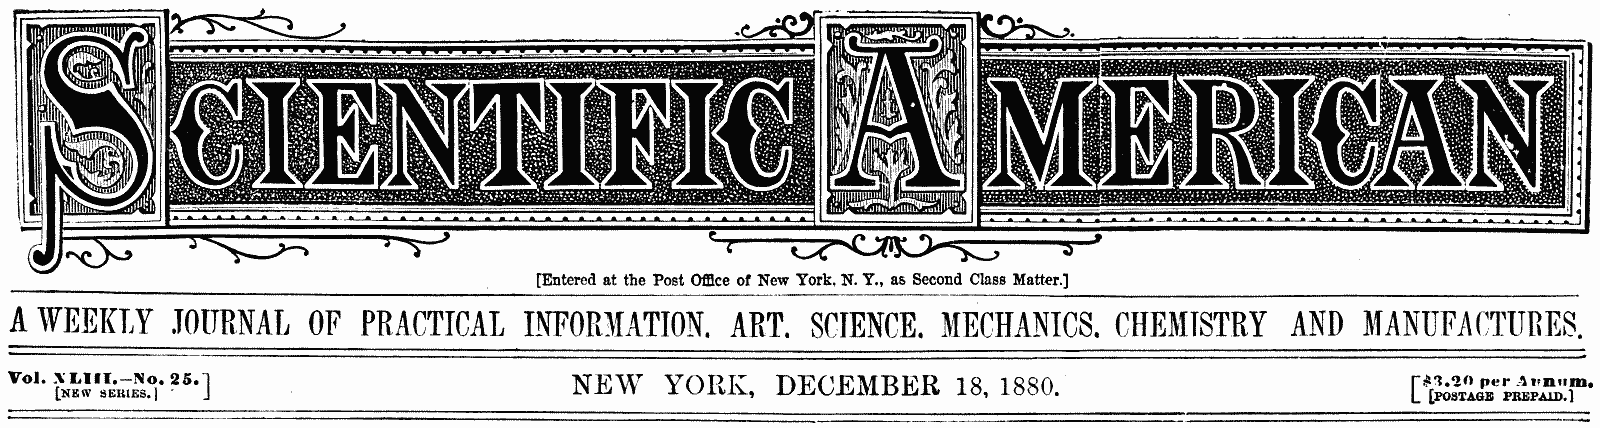 SCIENTIFIC AMERICAN
[Entered at the Post Office of New York, N. Y., as Second Class Matter.]
A WEEKLY JOURNAL OF PRACTICAL INFORMATION, ART, SCIENCE, MECHANICS, CHEMISTRY AND MANUFACTURES.
Vol. XLIII.—No. 25.
[NEW SERIES.]
NEW YORK, DECEMBER 18, 1880.
$3.20 per Annum.
[POSTAGE PREPAID.]